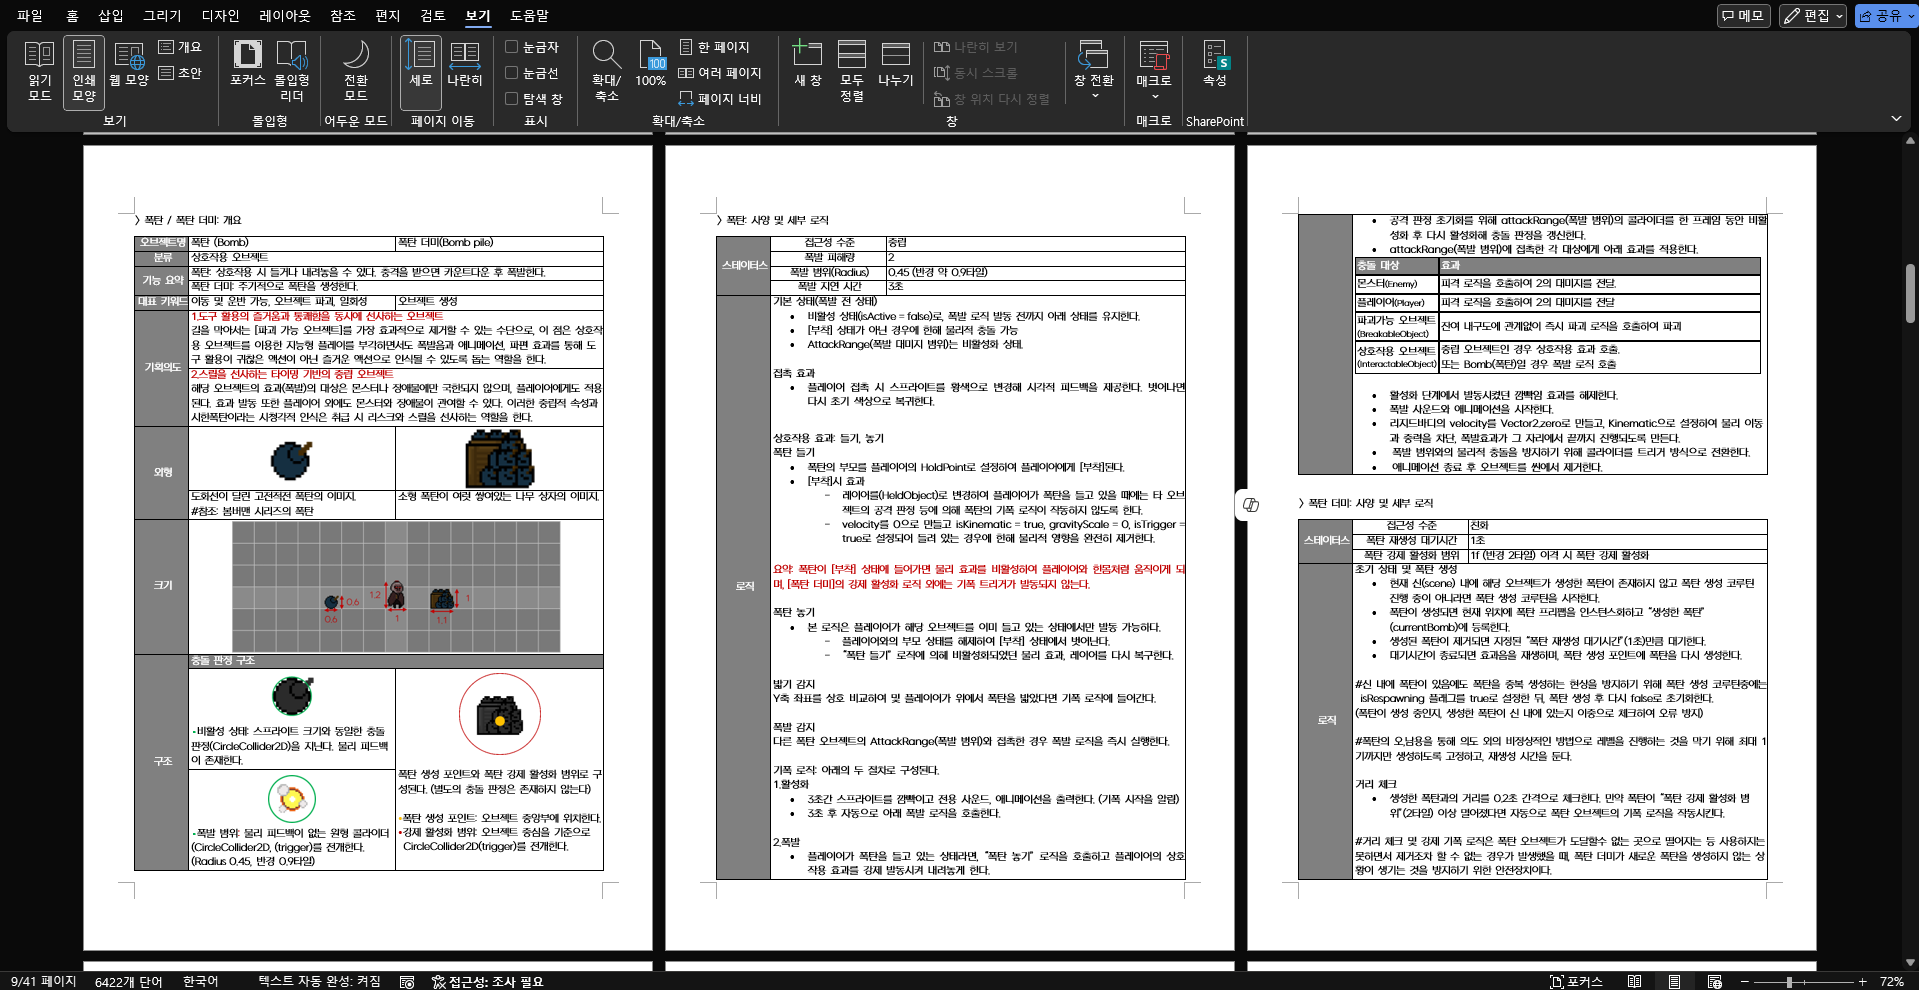 파일 홈 삽입 그리기 디자인 레이아웃 참조 편지 검토 보기 도움말
메모 편집 공유
읽기 모드
인쇄 모양
웹 모양
개요
초안
보기
포커스
몰입형 리더
몰입형
전환 모드
어두운 모드
세로
나란히
페이지 이동
눈금자
눈금선
탐색 창
표시
확대/축소
100
100%
한 페이지
여러 페이지
페이지 너비
확대/축소
새 창
모두 정렬
나누기
나란히 보기
동시 스크롤
창 위치 다시 정렬
창 전환
창
매크로
매크로
속성
SharePoint
〉폭탄 / 폭탄 더미: 개요
오브젝트명 폭탄 (Bomb) 폭탄 더미(Bomb pile)
분류 상호작용 오브젝트
기능 요약
폭탄: 상호작용 시 들거나 내려놓을 수 있다. 충격을 받으면 카운트다운 후 폭발한다.
폭탄 더미: 주기적으로 폭탄을 생성한다.
대표 키워드 이동 및 운반 가능, 오브젝트 파괴, 일회성 오브젝트 생성
기획의도
1.도구 활용의 즐거움과 통쾌함을 동시에 선사하는 오브젝트
길을 막아서는 [파괴 가능 오브젝트]를 가장 효과적으로 제거할 수 있는 수단으로, 이 점은 상호작
용 오브젝트를 이용한 지능형 플레이를 부각하면서도 폭발음과 애니메이션, 파편 효과를 통해 도
구 활용이 귀찮은 액션이 아닌 즐거운 액션으로 인식될 수 있도록 돕는 역할을 한다.
2.스릴을 선사하는 타이밍 기반의 중립 오브젝트
해당 오브젝트의 효과(폭발)의 대상은 몬스터나 장애물에만 국한되지 않으며, 플레이어에게도 적용
된다. 효과 발동 또한 플레이어 외에도 몬스터와 장애물이 관여할 수 있다. 이러한 중립적 속성과
시한폭탄이라는 시청각적 인식은 취급 시 리스크와 스릴을 선사하는 역할을 한다.
외형
도화선이 달린 고전적전 폭탄의 이미지.
#참조: 봄버맨 시리즈의 폭탄
소형 폭탄이 여럿 쌓여있는 나무 상자의 이미지.
크기
0.6
0.6
1.2
1
1
1.1
구조
충돌 판정 구조
•비활성 상태: 스프라이트 크기와 동일한 충돌
판정(CircleCollider2D)을 지닌다. 물리 피드백
이 존재한다.
•폭발 범위: 물리 피드백이 없는 원형 콜라이더
(CircleCollider2D, (trigger)를 전개한다.
(Radius 0.45, 반경 0.9타일)
폭탄 생성 포인트와 폭탄 강제 활성화 범위로 구
성된다. (별도의 충돌 판정은 존재하지 않는다)
•폭탄 생성 포인트: 오브젝트 중앙부에 위치한다.
•강제 활성화 범위: 오브젝트 중심을 기준으로
CircleCollider2D(trigger)를 전개한다.
〉폭탄: 사양 및 세부 로직
스테이터스
접근성 수준 중립
폭발 피해량 2
폭발 범위(Radius) 0.45 (반경 약 0.9타일)
폭발 지연 시간 3초
로직
기본 상태(폭발 전 상태)
• 비활성 상태(isActive = false)로, 폭발 로직 발동 전까지 아래 상태를 유지한다.
• [부착] 상태가 아닌 경우에 한해 물리적 충돌 가능
• AttackRange(폭발 대미지 범위)는 비활성화 상태.
접촉 효과
• 플레이어 접촉 시 스프라이트를 황색으로 변경해 시각적 피드백을 제공한다. 벗어나면
다시 초기 색상으로 복귀한다.
상호작용 효과: 들기, 놓기
폭탄 들기
• 폭탄의 부모를 플레이어의 HoldPoint로 설정하여 플레이어에게 [부착]된다.
• [부착]시 효과
- 레이어를(HeldObject)로 변경하여 플레이어가 폭탄을 들고 있을 때에는 타 오브
젝트의 공격 판정 등에 의해 폭탄의 기폭 로직이 작동하지 않도록 한다.
- velocity를 0으로 만들고 isKinematic = true, gravityScale = 0, isTrigger =
true로 설정되어 들려 있는 경우에 한해 물리적 영향을 완전히 제거한다.
요약: 폭탄이 [부착] 상태에 들어가면 물리 효과를 비활성하여 플레이어와 한몸처럼 움직이게 되
며, [폭탄 더미]의 강제 활성화 로직 외에는 기폭 트리거가 발동되지 않는다.
폭탄 놓기
• 본 로직은 플레이어가 해당 오브젝트를 이미 들고 있는 상태에서만 발동 가능하다.
- 플레이어와의 부모 상태를 해제하여 [부착] 상태에서 벗어난다.
- "폭탄 들기" 로직에 의해 비활성화되었던 물리 효과, 레이어를 다시 복구한다.
밟기 감지
Y축 좌표를 상호 비교하여 및 플레이어가 위에서 폭탄을 밟았다면 기폭 로직에 들어간다.
폭발 감지
다른 폭탄 오브젝트의 AttackRange(폭발 범위)와 접촉한 경우 폭발 로직을 즉시 실행한다.
기폭 로직: 아래의 두 절차로 구성된다.
1.활성화
• 3초간 스프라이트를 깜빡이고 전용 사운드, 애니메이션을 출력한다. (기폭 시작을 알림)
• 3초 후 자동으로 아래 폭발 로직을 호출한다.
2.폭발
• 플레이어가 폭탄을 들고 있는 상태라면, "폭탄 놓기" 로직을 호출하고 플레이어의 상호
작용 효과를 강제 발동시켜 내려놓게 한다.
• 공격 판정 초기화를 위해 attackRange(폭발 범위)의 콜라이더를 한 프레임 동안 비활
성화 후 다시 활성화해 충돌 판정을 갱신한다.
• attackRange(폭발 범위)에 접촉한 각 대상에게 아래 효과를 적용한다.
충돌 대상 효과
몬스터(Enemy) 피격 로직을 호출하여 2의 대미지를 전달.
플레이어(Player) 피격 로직을 호출하여 2의 대미지를 전달
파괴가능 오브젝트(BreakableObject) 잔여 내구도에 관계없이 즉시 파괴 로직을 호출하여 파괴
상호작용 오브젝트 중립 오브젝트인 경우 상호작용 효과 호출.
(InteractableObject) 또는 Bomb(폭탄)일 경우 폭발 로직 호출
• 활성화 단계에서 발동시켰던 깜빡임 효과를 해제한다.
• 폭발 사운드와 애니메이션을 시작한다.
• 리지드바디의 velocity를 Vector2.zero로 만들고, Kinematic으로 설정하여 물리 이동
과 중력을 차단, 폭발효과가 그 자리에서 끝까지 진행되도록 만든다.
• 폭발 범위와의 물리적 충돌을 방지하기 위해 콜라이더를 트리거 방식으로 전환한다.
• 애니메이션 종료 후 오브젝트를 씬에서 제거한다.
〉폭탄 더미: 사양 및 세부 로직
스테이터스
접근성 수준 친화
폭탄 재생성 대기시간 1초
폭탄 강제 활성화 범위 1f (반경 2타일) 이격 시 폭탄 강제 활성화
로직
초기 상태 및 폭탄 생성
• 현재 신(scene) 내에 해당 오브젝트가 생성한 폭탄이 존재하지 않고 폭탄 생성 코루틴
진행 중이 아니라면 폭탄 생성 코루틴을 시작한다.
• 폭탄이 생성되면 현재 위치에 폭탄 프리팹을 인스턴스화하고 "생성한 폭탄"
(currentBomb)에 등록한다.
• 생성된 폭탄이 제거되면 지정된 "폭탄 재생성 대기시간"(1초)만큼 대기한다.
• 대기시간이 종료되면 효과음을 재생하며, 폭탄 생성 포인트에 폭탄을 다시 생성한다.
#신 내에 폭탄이 있음에도 폭탄을 중복 생성하는 현상을 방지하기 위해 폭탄 생성 코루틴중에는
isRespawning 플래그를 true로 설정한 뒤, 폭탄 생성 후 다시 false로 초기화한다.
(폭탄이 생성 중인지, 생성한 폭탄이 신 내에 있는지 이중으로 체크하여 오류 방지)
#폭탄의 오,남용을 통해 의도 외의 비정상적인 방법으로 레벨을 진행하는 것을 막기 위해 최대 1
기까지만 생성하도록 고정하고, 재생성 시간을 둔다.
거리 체크
• 생성한 폭탄과의 거리를 0.2초 간격으로 체크한다. 만약 폭탄이 "폭탄 강제 활성화 범
위"(2타일) 이상 멀어졌다면 자동으로 폭탄 오브젝트의 기폭 로직을 작동시킨다.
#거리 체크 및 강제 기폭 로직은 폭탄 오브젝트가 도달할수 없는 곳으로 떨어지는 등 사용하지는
못하면서 제거조차 할 수 없는 경우가 발생했을 때, 폭탄 더미가 새로운 폭탄을 생성하지 않는 상
황이 생기는 것을 방지하기 위한 안전장치이다.
9/41 페이지 6422개 단어 한국어 텍스트 자동 완성: 켜짐 접근성: 조사 필요
포커스 72%